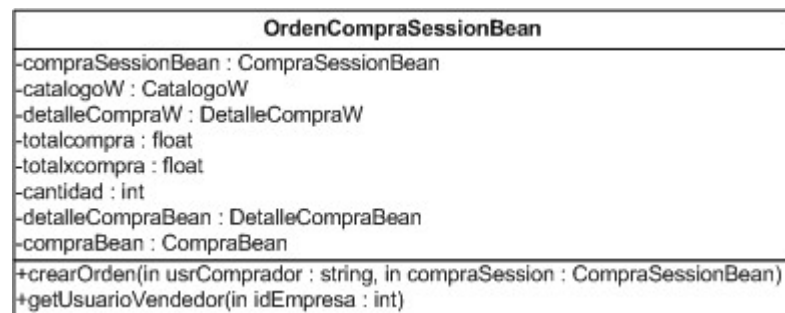 OrdenCompraSessionBean
-compraSessionBean : CompraSessionBean
-catalogoW : CatalogoW
-detalleCompraW : DetalleCompraW
-totalcompra : float
-totalxcompra : float
-cantidad : int
-detalleCompraBean : DetalleCompraBean
-compraBean : CompraBean
+crearOrden(in usrComprador : string, in compraSession : CompraSessionBean)
+getUsuarioVendedor(in idEmpresa : int)